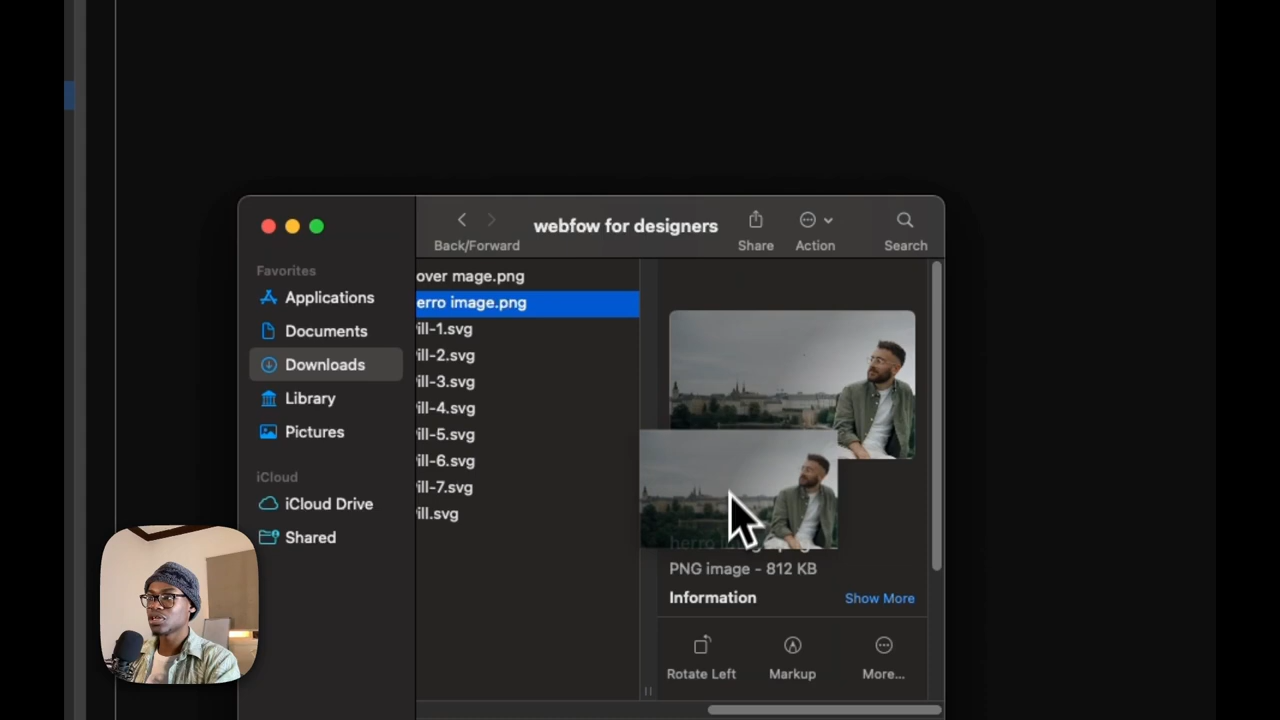 webfow for designers
Back/Forward
Share
Action
Search
Favorites
Applications
Documents
Downloads
Library
Pictures
iCloud
iCloud Drive
Shared
over mage.png
erro image.png
ill-1.svg
ill-2.svg
ill-3.svg
ill-4.svg
ill-5.svg
ill-6.svg
ill-7.svg
ill.svg
PNG image - 812 KB
Information
Show More
Rotate Left
Markup
More...